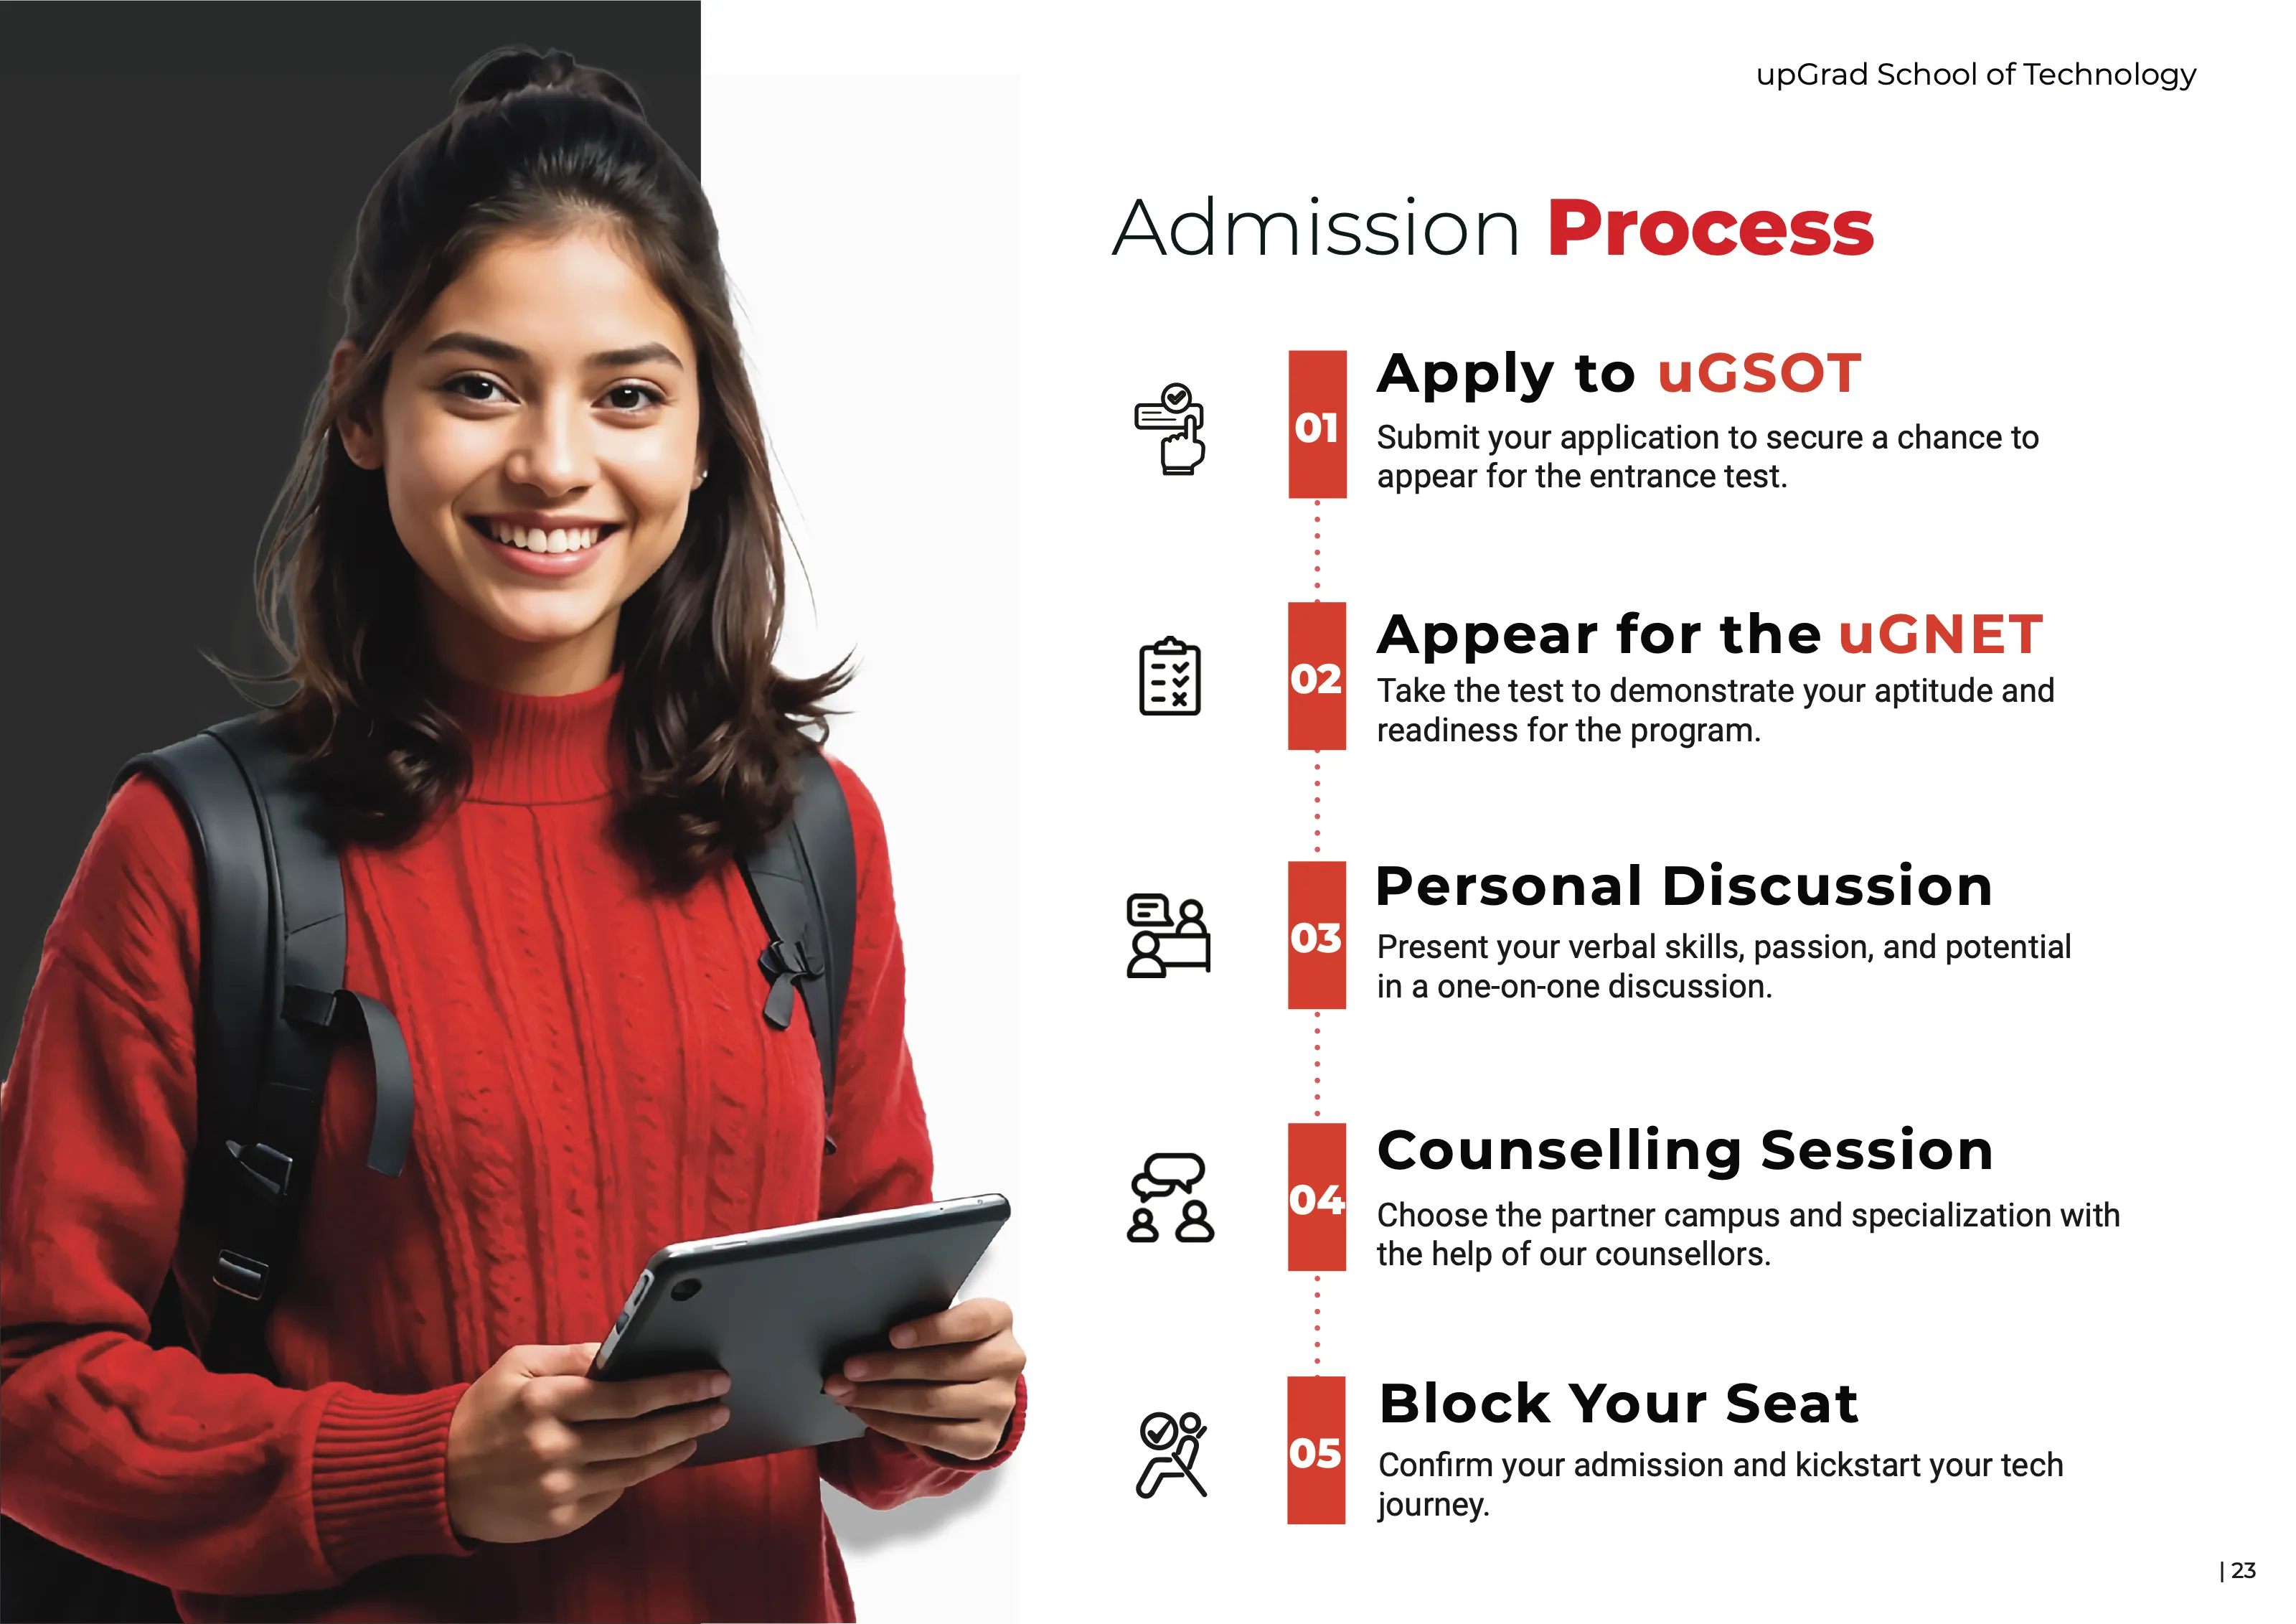 upGrad School of Technology
Admission Process
01
Apply to uGSOT
Submit your application to secure a chance to
appear for the entrance test.
02
Appear for the uGNET
Take the test to demonstrate your aptitude and
readiness for the program.
03
Personal Discussion
Present your verbal skills, passion, and potential
in a one-on-one discussion.
04
Counselling Session
Choose the partner campus and specialization with
the help of our counsellors.
05
Block Your Seat
Confirm your admission and kickstart your tech
journey.
| 23